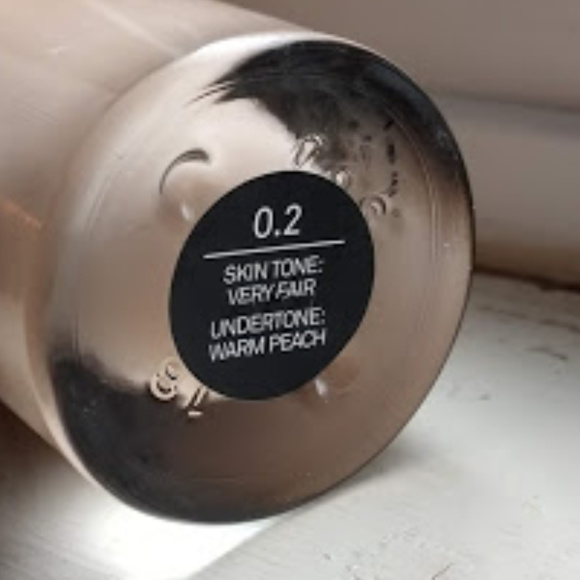 0.2
SKIN TONE:
VERY FAIR
UNDERTONE:
WARM PEACH